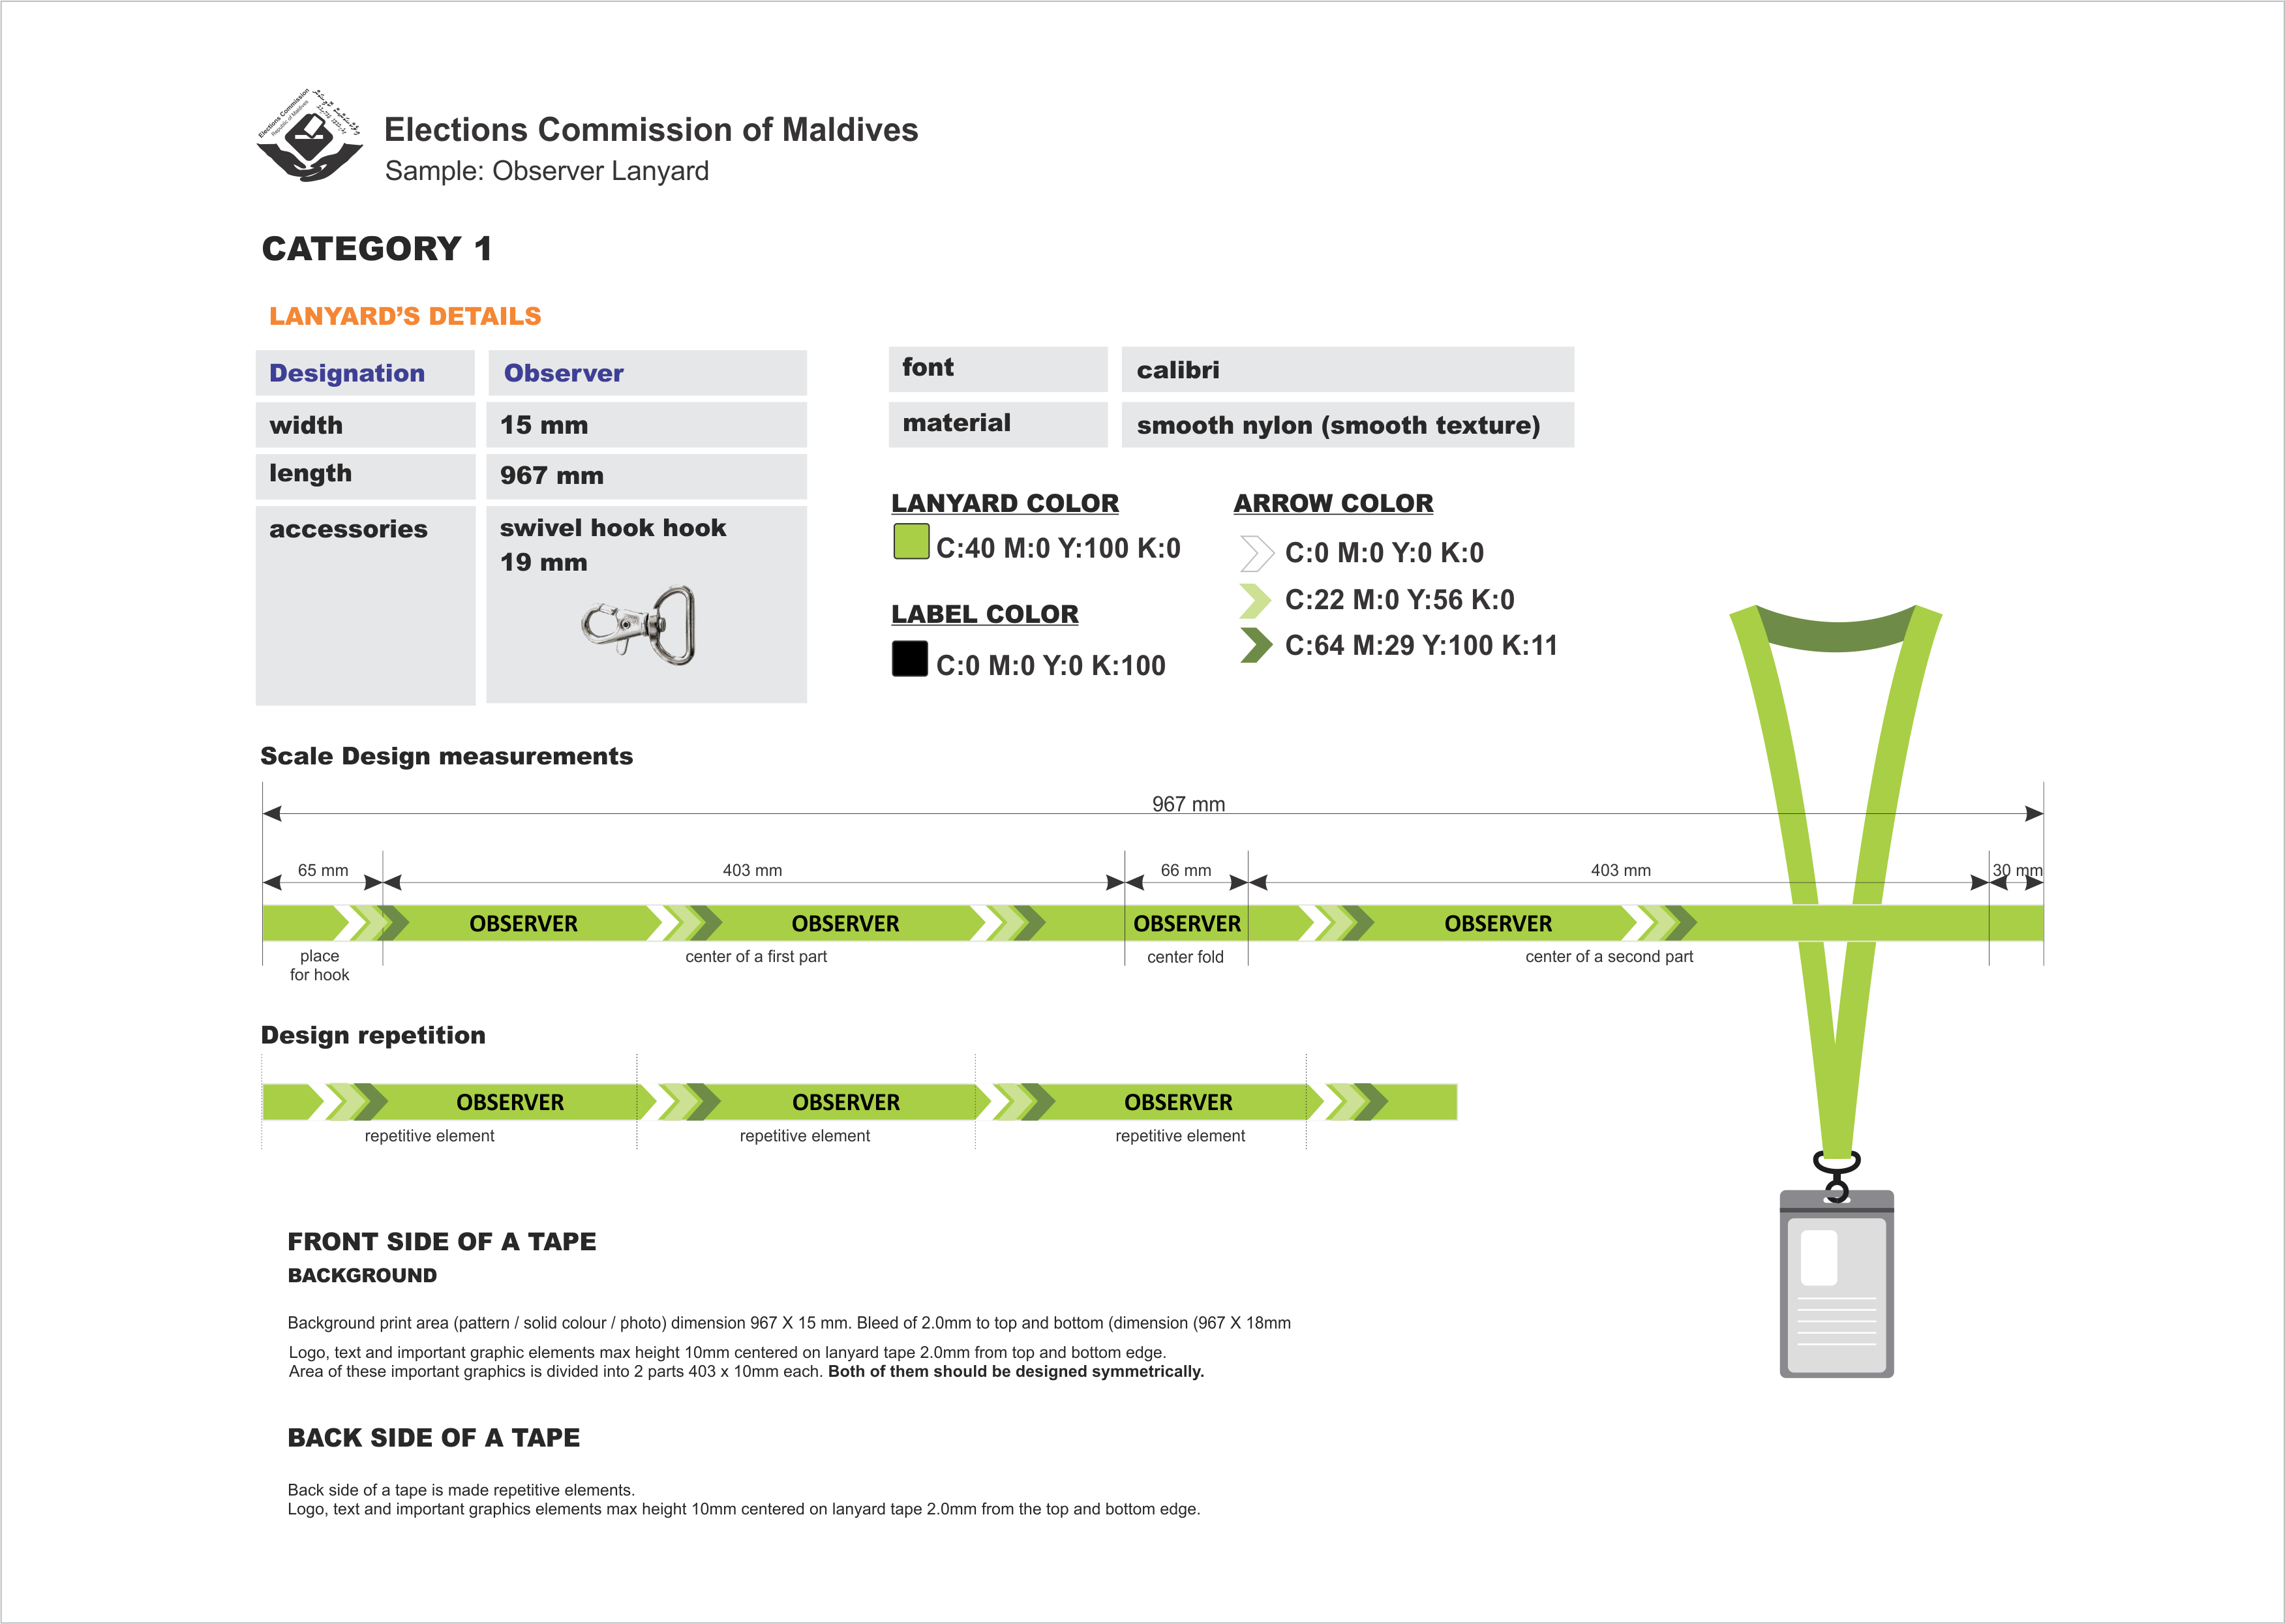 Elections Commission
Republic of Maldives
Elections Commission of Maldives
Sample: Observer Lanyard
CATEGORY 1
LANYARD’S DETAILS
Designation Observer
width 15 mm
length 967 mm
accessories swivel hook hook
19 mm
font calibri
material smooth nylon (smooth texture)
LANYARD COLOR
C:40 M:0 Y:100 K:0
LABEL COLOR
C:0 M:0 Y:0 K:100
ARROW COLOR
C:0 M:0 Y:0 K:0
C:22 M:0 Y:56 K:0
C:64 M:29 Y:100 K:11
Scale Design measurements
967 mm
65 mm 403 mm 66 mm 403 mm 30 mm
OBSERVER OBSERVER OBSERVER OBSERVER
place
for hook
center of a first part center fold center of a second part
Design repetition
OBSERVER OBSERVER OBSERVER
repetitive element repetitive element repetitive element
FRONT SIDE OF A TAPE
BACKGROUND
Background print area (pattern / solid colour / photo) dimension 967 X 15 mm. Bleed of 2.0mm to top and bottom (dimension (967 X 18mm
Logo, text and important graphic elements max height 10mm centered on lanyard tape 2.0mm from top and bottom edge.
Area of these important graphics is divided into 2 parts 403 x 10mm each. Both of them should be designed symmetrically.
BACK SIDE OF A TAPE
Back side of a tape is made repetitive elements.
Logo, text and important graphics elements max height 10mm centered on lanyard tape 2.0mm from the top and bottom edge.